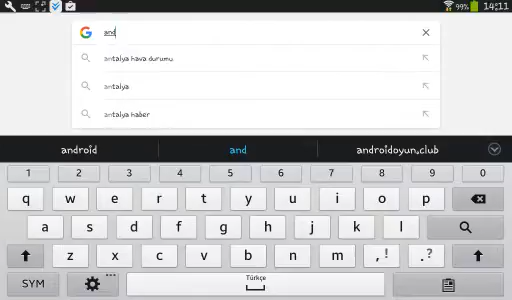 99% 14:11
and
antalya hava durumu
antalya
antalya haber
android and androidoyun.club
1 2 3 4 5 6 7 8 9 0
q w e r t y u i o p
a s d f g h j k l
z x c v b n m , ! . ?
SYM ... Türkçe